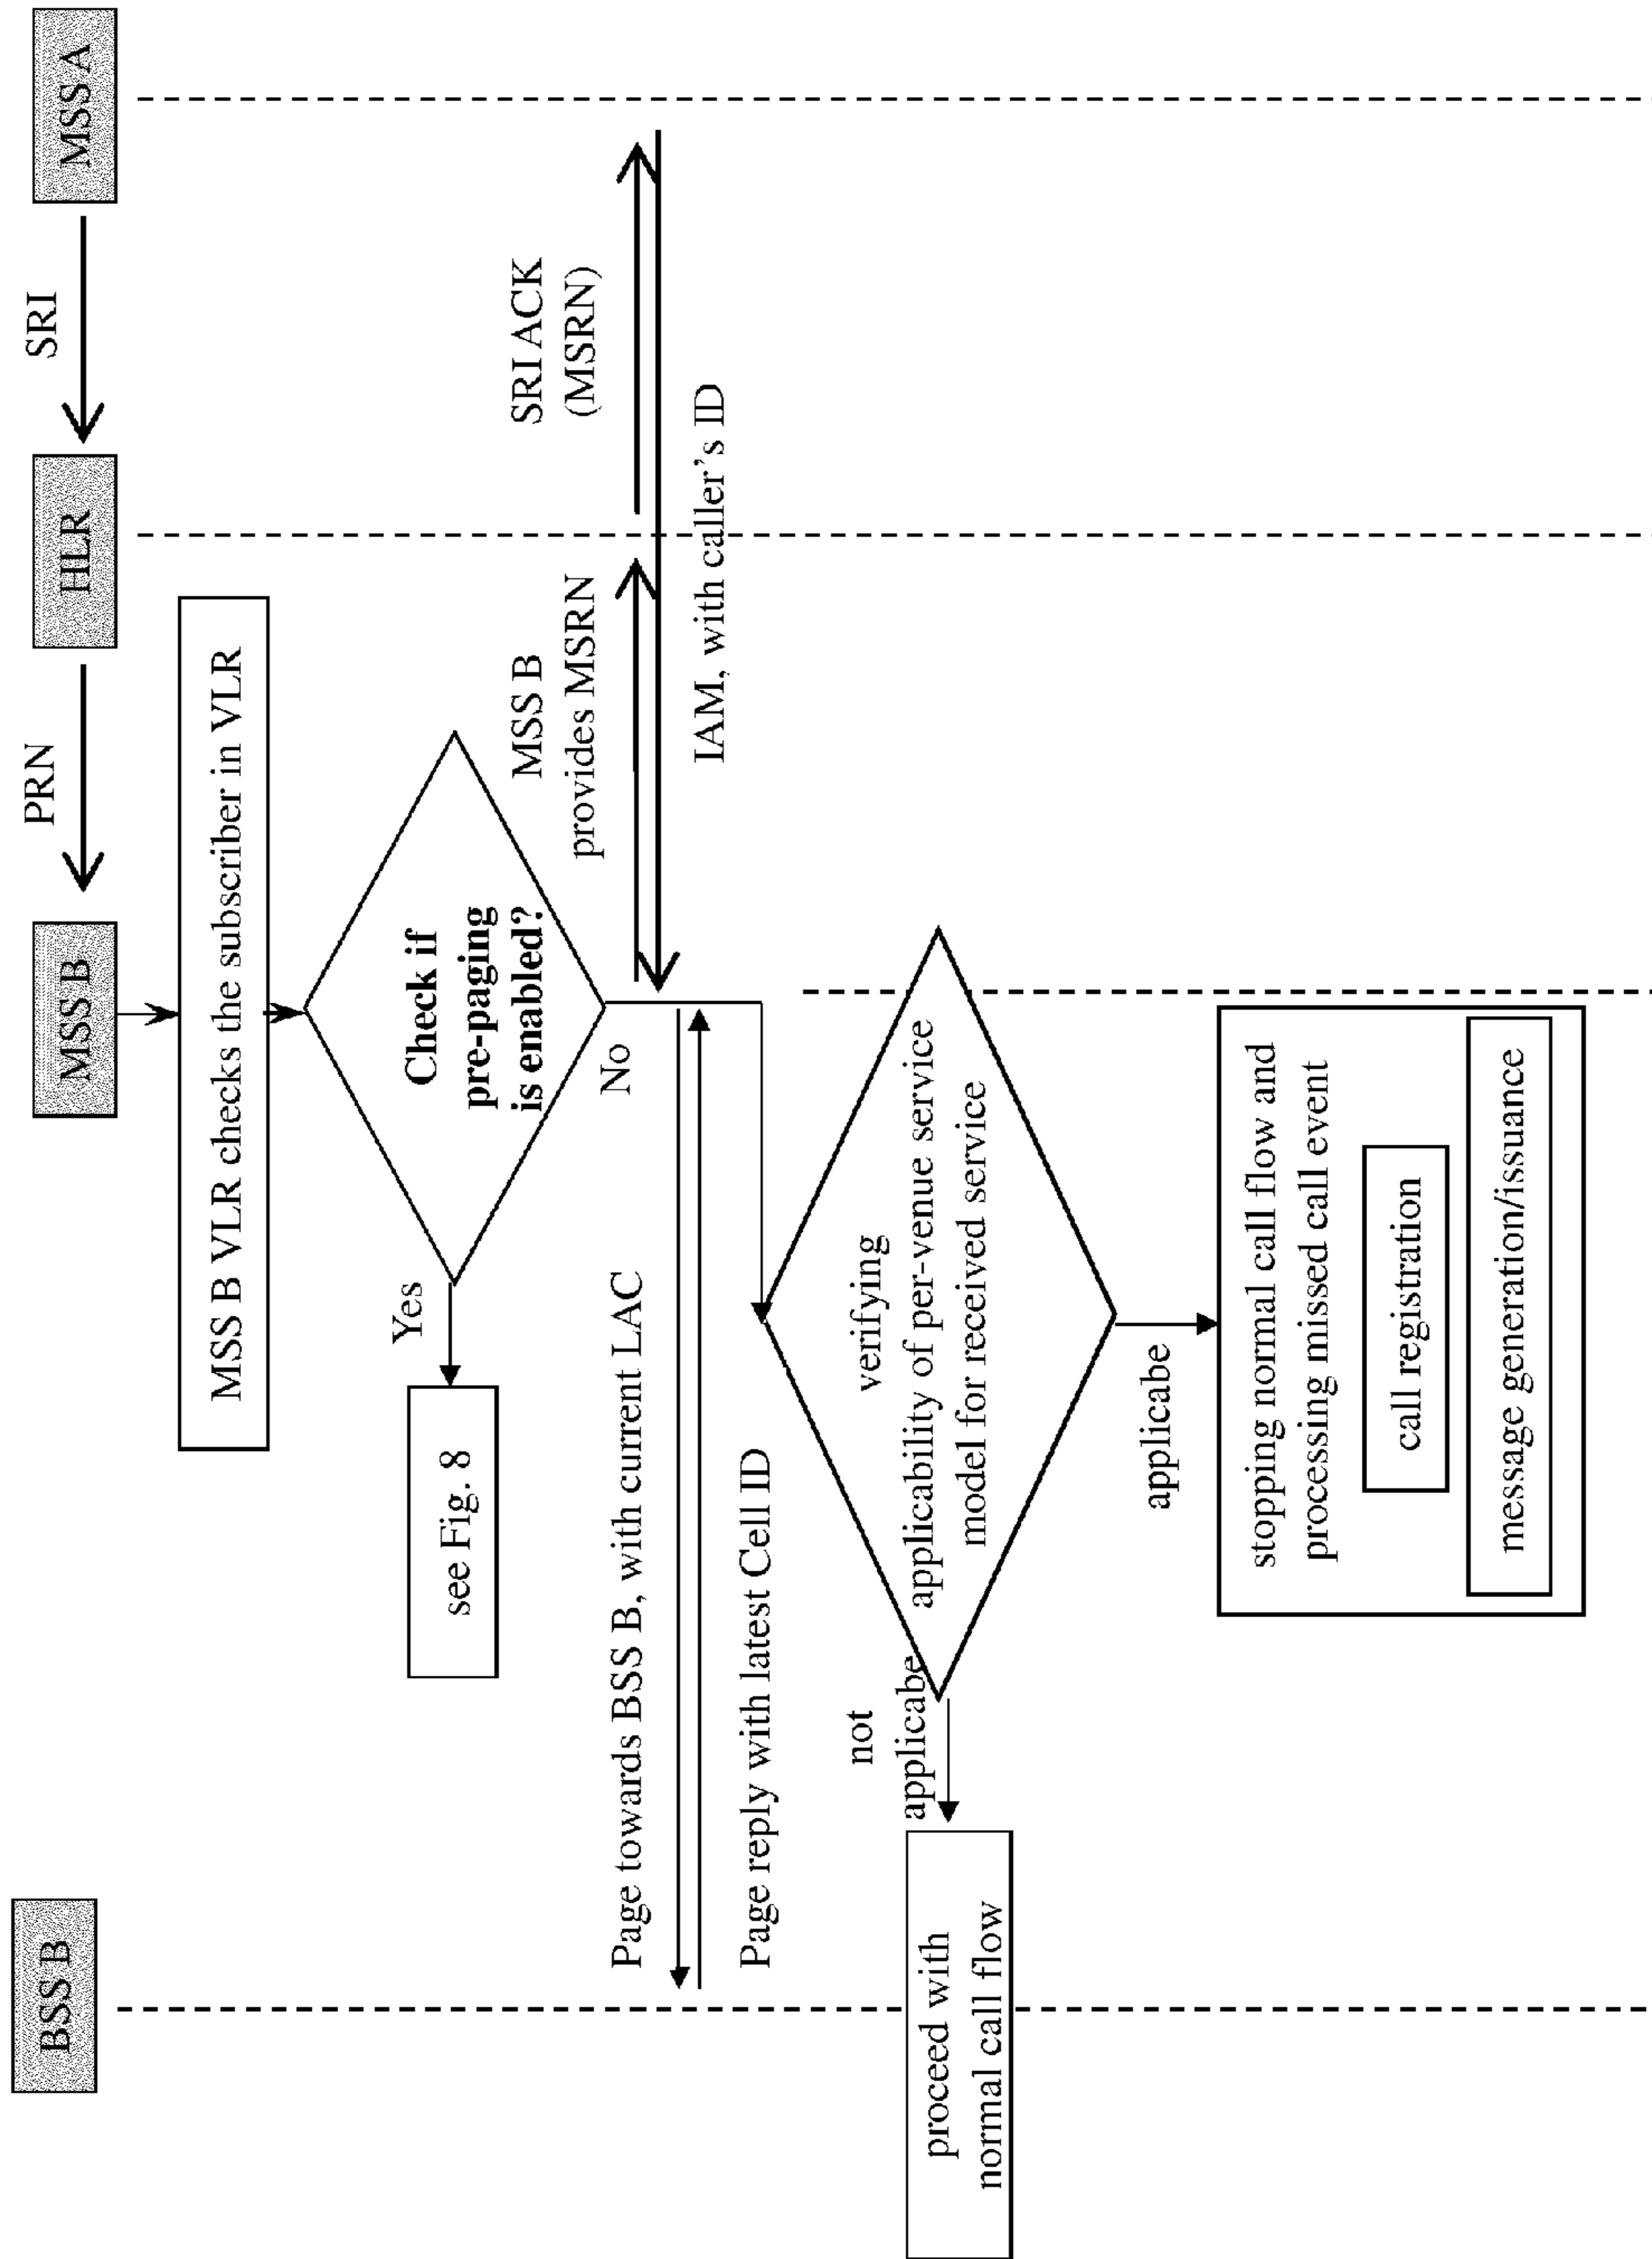 BSS B
MSS B
PRN
HLR
SRI
MSS A
MSS B VLR checks the subscriber in VLR
Check if
pre-paging
is enabled?
Yes
see Fig. 8
No
MSS B
provides MSRN
SRI ACK
(MSRN)
IAM, with caller's ID
Page towards BSS B, with current LAC
Page reply with latest Cell ID
verifying
applicability of per-venue service
model for received service
not
applicabe
proceed with
normal call flow
applicabe
stopping normal call flow and
processing missed call event
call registration
message generation/issuance